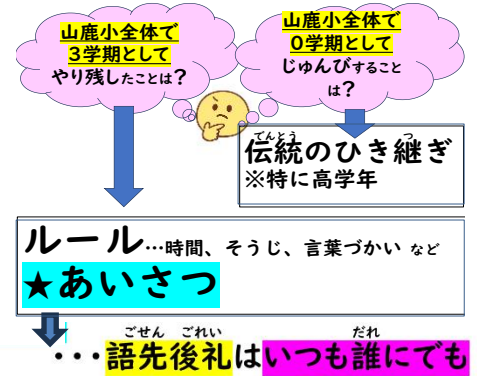 山鹿小全体で
３学期として
やり残したことは？
山鹿小全体で
０学期として
じゅんびすること
は？
でんとう つ
伝統のひき継ぎ
※特に高学年
ルール…時間、そうじ、言葉づかい など
★あいさつ
ごせん ごれい だれ
・・・語先後礼はいつも誰にでも